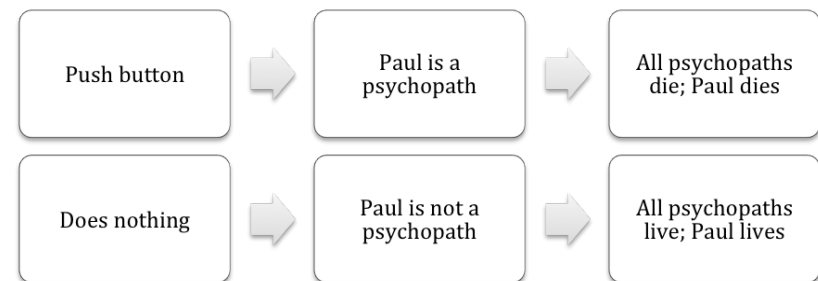 Push button
Paul is a
psychopath
All psychopaths
die; Paul dies
Does nothing
Paul is not a
psychopath
All psychopaths
live; Paul lives